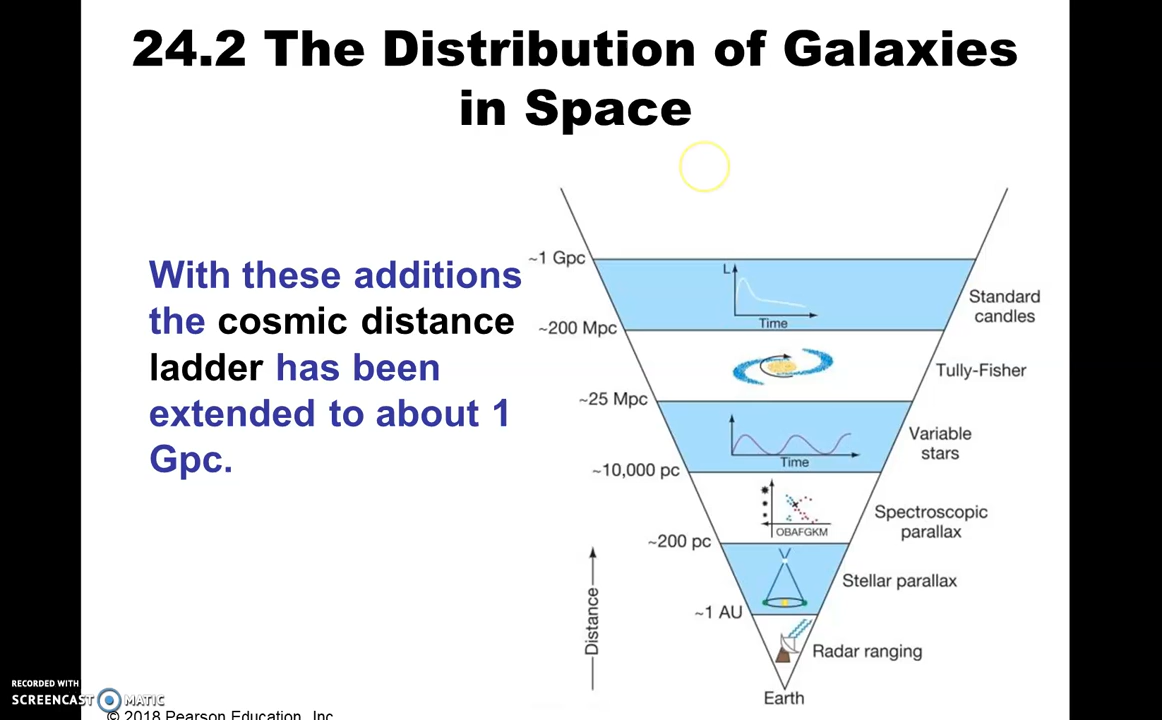 24.2 The Distribution of Galaxies
in Space
With these additions
the cosmic distance
ladder has been
extended to about 1
Gpc.
~1 Gpc
L
Time
Standard
candles
~200 Mpc
Tully-Fisher
~25 Mpc
Time
Variable
stars
~10,000 pc
OBAFGKM
Spectroscopic
parallax
~200 pc
Stellar parallax
~1 AU
Distance
Radar ranging
Earth
RECORDED WITH
SCREENCAST MATIC
© 2018 Pearson Education, Inc.